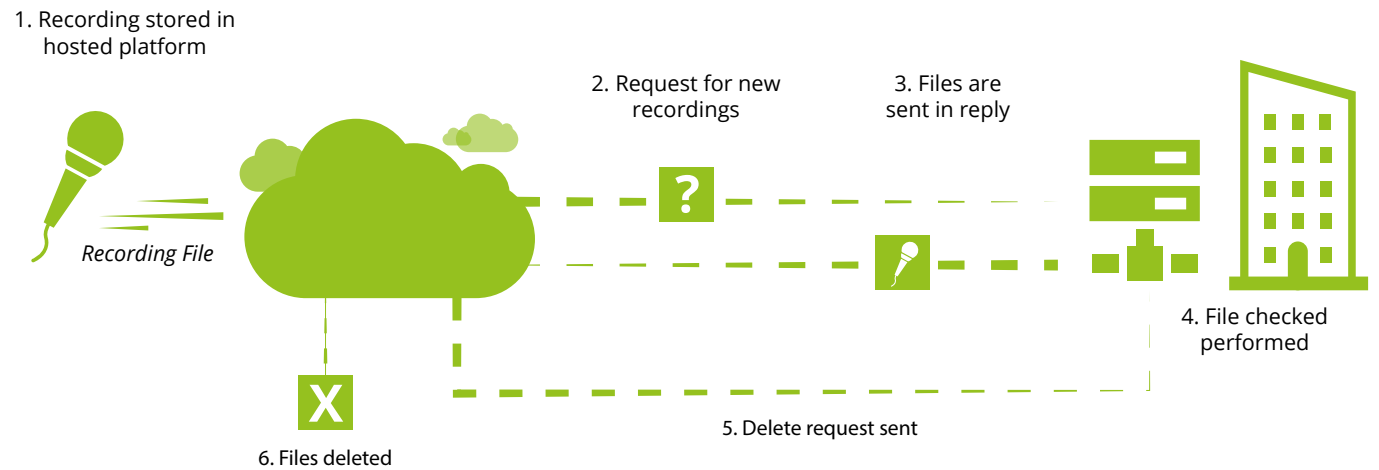 1. Recording stored in
hosted platform
2. Request for new
recordings
3. Files are
sent in reply
?
Recording File
4. File checked
performed
X
5. Delete request sent
6. Files deleted